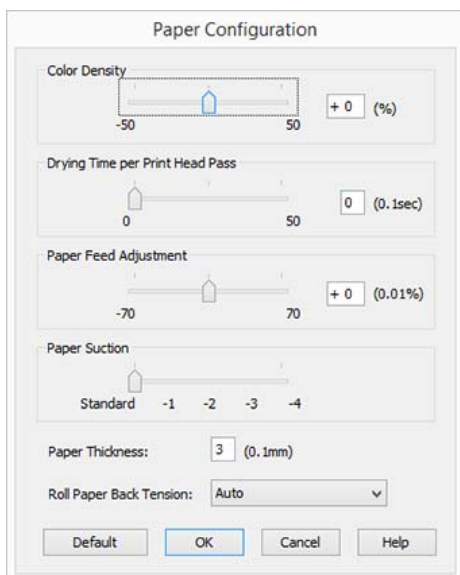 Paper Configuration
Color Density
-50 50 + 0 (%)
Drying Time per Print Head Pass
0 50 0 (0.1sec)
Paper Feed Adjustment
-70 70 + 0 (0.01%)
Paper Suction
Standard -1 -2 -3 -4
Paper Thickness: 3 (0.1mm)
Roll Paper Back Tension: Auto
Default OK Cancel Help